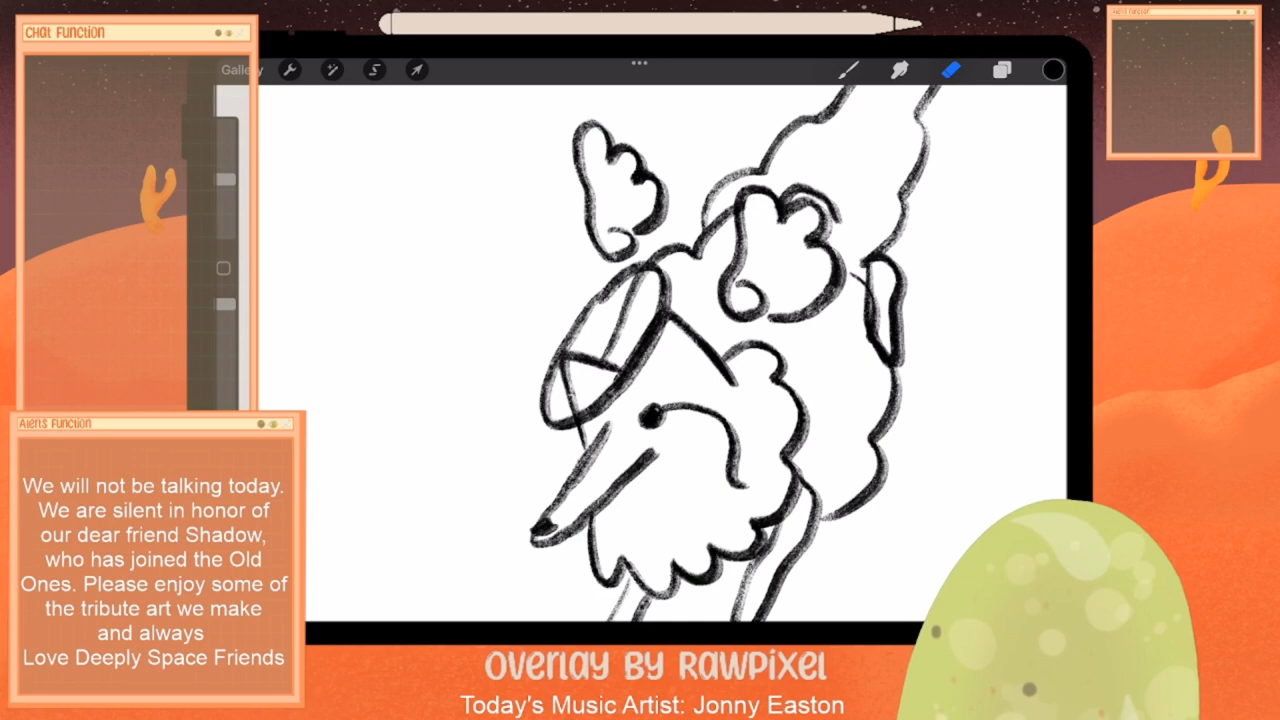 Chat Function
Gallery
Alerts Function
We will not be talking today.
We are silent in honor of
our dear friend Shadow,
who has joined the Old
Ones. Please enjoy some of
the tribute art we make
and always
Love Deeply Space Friends
Overlay by Rawpixel
Today's Music Artist: Jonny Easton